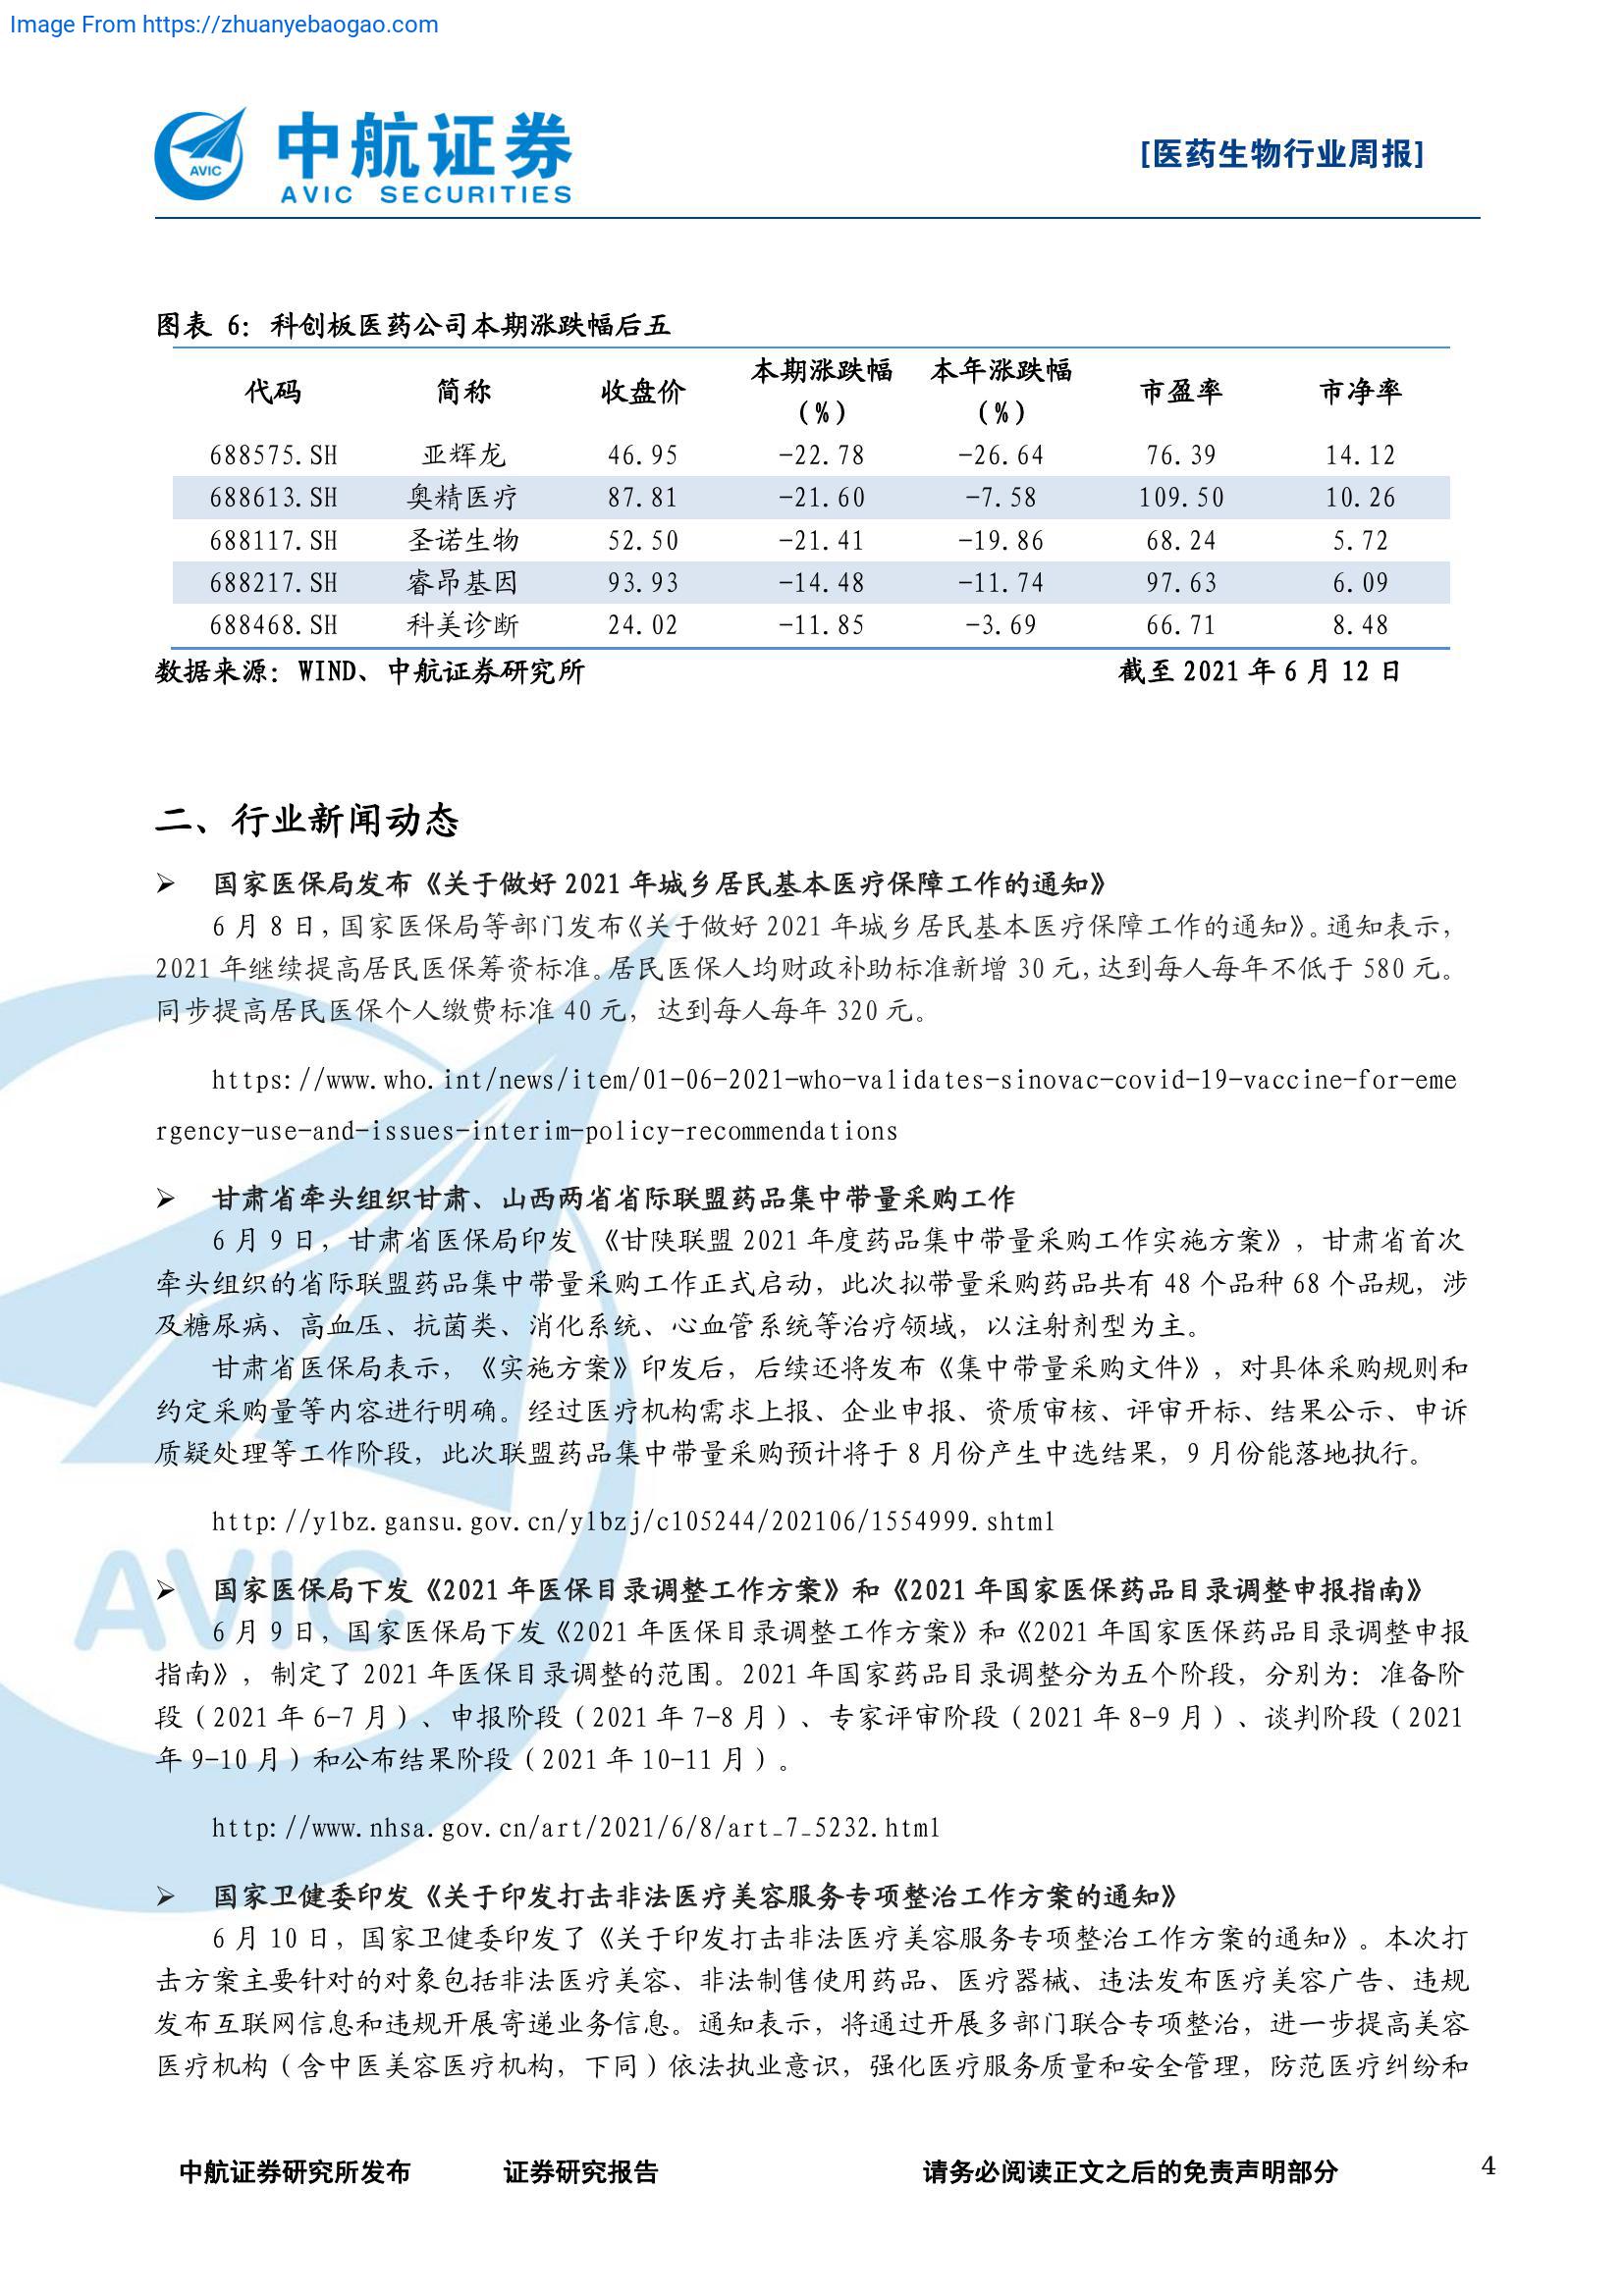 Image From https://zhuanyebaogao.com
AVIC
中航证券
AVIC SECURITIES
[医药生物行业周报]
图表 6：科创板医药公司本期涨跌幅后五
代码 简称 收盘价 本期涨跌幅（%） 本年涨跌幅（%） 市盈率 市净率
688575.SH 亚辉龙 46.95 -22.78 -26.64 76.39 14.12
688613.SH 奥精医疗 87.81 -21.60 -7.58 109.50 10.26
688117.SH 圣诺生物 52.50 -21.41 -19.86 68.24 5.72
688217.SH 睿昂基因 93.93 -14.48 -11.74 97.63 6.09
688468.SH 科美诊断 24.02 -11.85 -3.69 66.71 8.48
数据来源：WIND、中航证券研究所 截至 2021 年 6 月 12 日
二、行业新闻动态
➢ 国家医保局发布《关于做好 2021 年城乡居民基本医疗保障工作的通知》
6 月 8 日，国家医保局等部门发布《关于做好 2021 年城乡居民基本医疗保障工作的通知》。通知表示，
2021 年继续提高居民医保筹资标准。居民医保人均财政补助标准新增 30 元，达到每人每年不低于 580 元。
同步提高居民医保个人缴费标准 40 元，达到每人每年 320 元。
https://www.who.int/news/item/01-06-2021-who-validates-sinovac-covid-19-vaccine-for-eme
rgency-use-and-issues-interim-policy-recommendations
➢ 甘肃省牵头组织甘肃、山西两省省际联盟药品集中带量采购工作
6 月 9 日，甘肃省医保局印发 《甘陕联盟 2021 年度药品集中带量采购工作实施方案》，甘肃省首次
牵头组织的省际联盟药品集中带量采购工作正式启动，此次拟带量采购药品共有 48 个品种 68 个品规，涉
及糖尿病、高血压、抗菌类、消化系统、心血管系统等治疗领域，以注射剂型为主。
甘肃省医保局表示，《实施方案》印发后，后续还将发布《集中带量采购文件》，对具体采购规则和
约定采购量等内容进行明确。经过医疗机构需求上报、企业申报、资质审核、评审开标、结果公示、申诉
质疑处理等工作阶段，此次联盟药品集中带量采购预计将于 8 月份产生中选结果，9 月份能落地执行。
http://ylbz.gansu.gov.cn/ylbzj/c105244/202106/1554999.shtml
AVIC
➢ 国家医保局下发《2021 年医保目录调整工作方案》和《2021 年国家医保药品目录调整申报指南》
6 月 9 日，国家医保局下发《2021 年医保目录调整工作方案》和《2021 年国家医保药品目录调整申报
指南》，制定了 2021 年医保目录调整的范围。2021 年国家药品目录调整分为五个阶段，分别为：准备阶
段（2021 年 6-7 月）、申报阶段（2021 年 7-8 月）、专家评审阶段（2021 年 8-9 月）、谈判阶段（2021
年 9-10 月）和公布结果阶段（2021 年 10-11 月）。
http://www.nhsa.gov.cn/art/2021/6/8/art_7_5232.html
➢ 国家卫健委印发《关于印发打击非法医疗美容服务专项整治工作方案的通知》
6 月 10 日，国家卫健委印发了《关于印发打击非法医疗美容服务专项整治工作方案的通知》。本次打
击方案主要针对的对象包括非法医疗美容、非法制售使用药品、医疗器械、违法发布医疗美容广告、违规
发布互联网信息和违规开展寄递业务信息。通知表示，将通过开展多部门联合专项整治，进一步提高美容
医疗机构（含中医美容医疗机构，下同）依法执业意识，强化医疗服务质量和安全管理，防范医疗纠纷和
中航证券研究所发布 证券研究报告 请务必阅读正文之后的免责声明部分 4